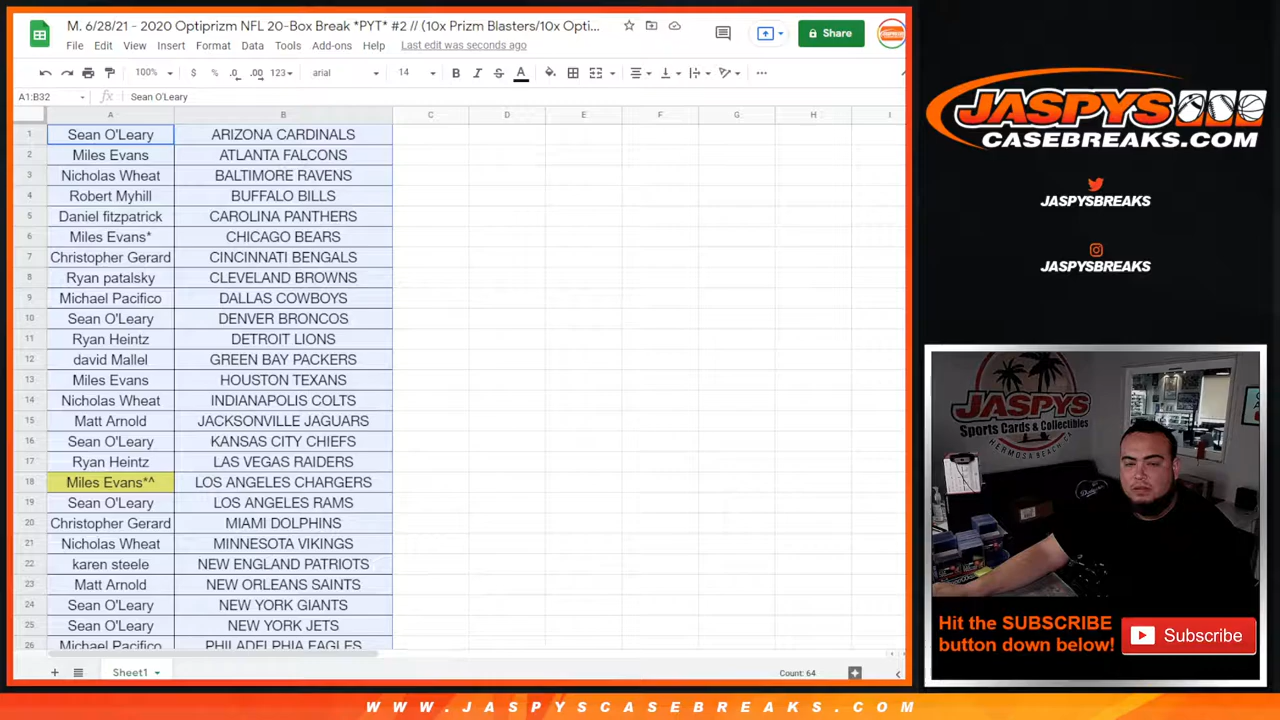 M. 6/28/21 - 2020 Optiprizm NFL 20-Box Break *PYT* #2 // (10x Prizm Blasters/10x Opti...
File Edit View Insert Format Data Tools Add-ons Help Last edit was seconds ago
Share
100% $ % .0 .00 123 arial 14 B I S A
A1:B32 fx Sean O'Leary
A B C D E F G H I
1 Sean O'Leary ARIZONA CARDINALS
2 Miles Evans ATLANTA FALCONS
3 Nicholas Wheat BALTIMORE RAVENS
4 Robert Myhill BUFFALO BILLS
5 Daniel fitzpatrick CAROLINA PANTHERS
6 Miles Evans* CHICAGO BEARS
7 Christopher Gerard CINCINNATI BENGALS
8 Ryan patalsky CLEVELAND BROWNS
9 Michael Pacifico DALLAS COWBOYS
10 Sean O'Leary DENVER BRONCOS
11 Ryan Heintz DETROIT LIONS
12 david Mallel GREEN BAY PACKERS
13 Miles Evans HOUSTON TEXANS
14 Nicholas Wheat INDIANAPOLIS COLTS
15 Matt Arnold JACKSONVILLE JAGUARS
16 Sean O'Leary KANSAS CITY CHIEFS
17 Ryan Heintz LAS VEGAS RAIDERS
18 Miles Evans*^ LOS ANGELES CHARGERS
19 Sean O'Leary LOS ANGELES RAMS
20 Christopher Gerard MIAMI DOLPHINS
21 Nicholas Wheat MINNESOTA VIKINGS
22 karen steele NEW ENGLAND PATRIOTS
23 Matt Arnold NEW ORLEANS SAINTS
24 Sean O'Leary NEW YORK GIANTS
25 Sean O'Leary NEW YORK JETS
26 Michael Pacifico PHILADELPHIA EAGLES
Sheet1
Count: 64
JASPYS
CASEBREAKS.COM
JASPYSBREAKS
JASPYSBREAKS
JASPYS
Sports Cards & Collectibles
HERMOSA BEACH CA
Hit the SUBSCRIBE
button down below!
Subscribe
WWW.JASPYSCASEBREAKS.COM